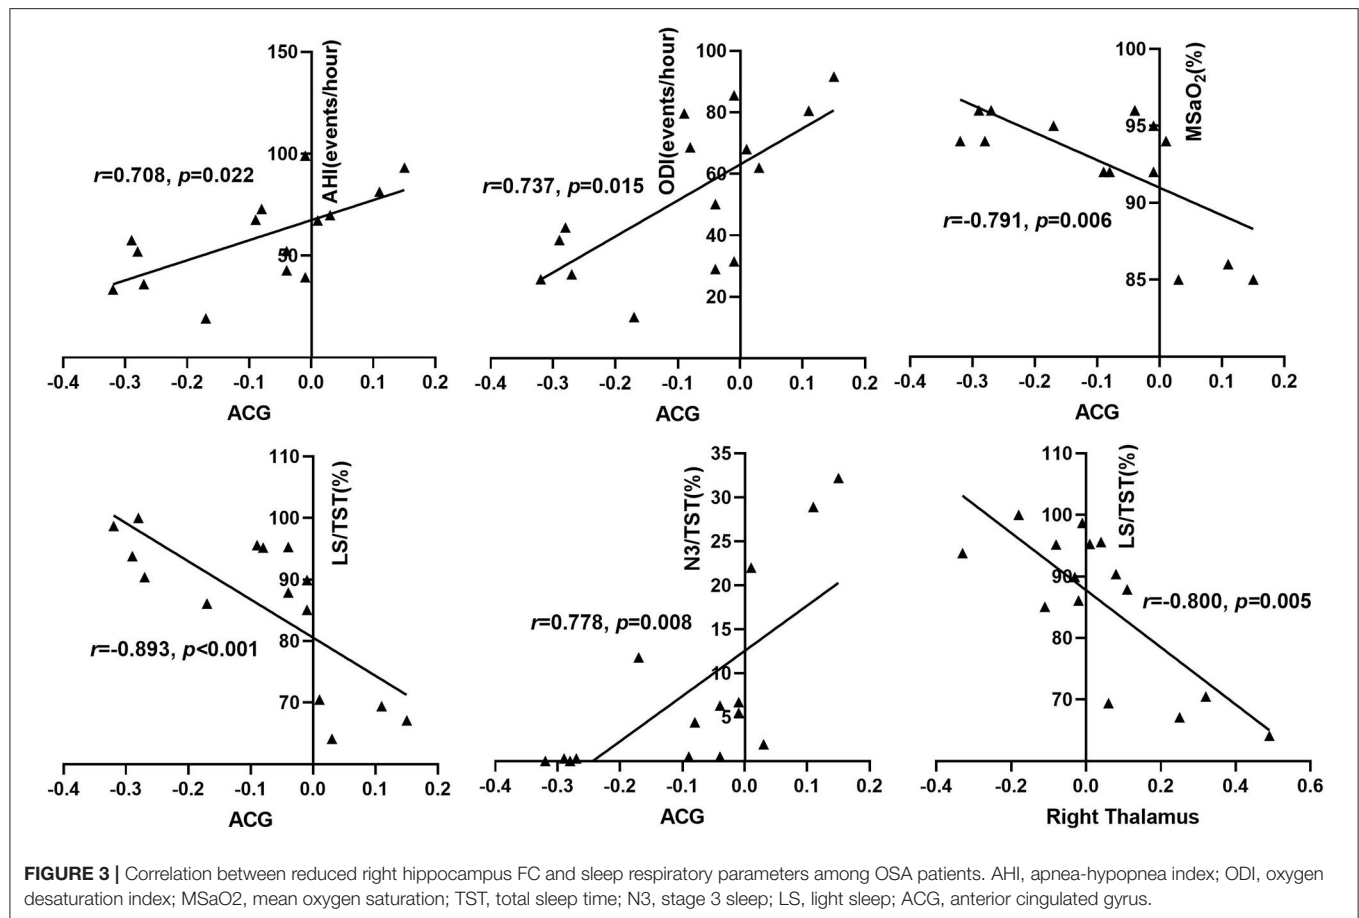 150
100
50
AHI(events/hour)
r=0.708, p=0.022
-0.4 -0.3 -0.2 -0.1 0.0 0.1 0.2
ACG
100
80
60
40
20
ODI(events/hour)
r=0.737, p=0.015
-0.4 -0.3 -0.2 -0.1 0.0 0.1 0.2
ACG
100
95
90
85
MSaO2(%)
r=-0.791, p=0.006
-0.4 -0.3 -0.2 -0.1 0.0 0.1 0.2
ACG
110
100
90
80
70
LS/TST(%)
r=-0.893, p<0.001
-0.4 -0.3 -0.2 -0.1 0.0 0.1 0.2
ACG
35
30
25
20
15
10
5
N3/TST(%)
r=0.778, p=0.008
-0.4 -0.3 -0.2 -0.1 0.0 0.1 0.2
ACG
110
100
90
80
70
LS/TST(%)
r=-0.800, p=0.005
-0.4 -0.2 0.0 0.2 0.4 0.6
Right Thalamus
FIGURE 3 | Correlation between reduced right hippocampus FC and sleep respiratory parameters among OSA patients. AHI, apnea-hypopnea index; ODI, oxygen
desaturation index; MSaO2, mean oxygen saturation; TST, total sleep time; N3, stage 3 sleep; LS, light sleep; ACG, anterior cingulated gyrus.